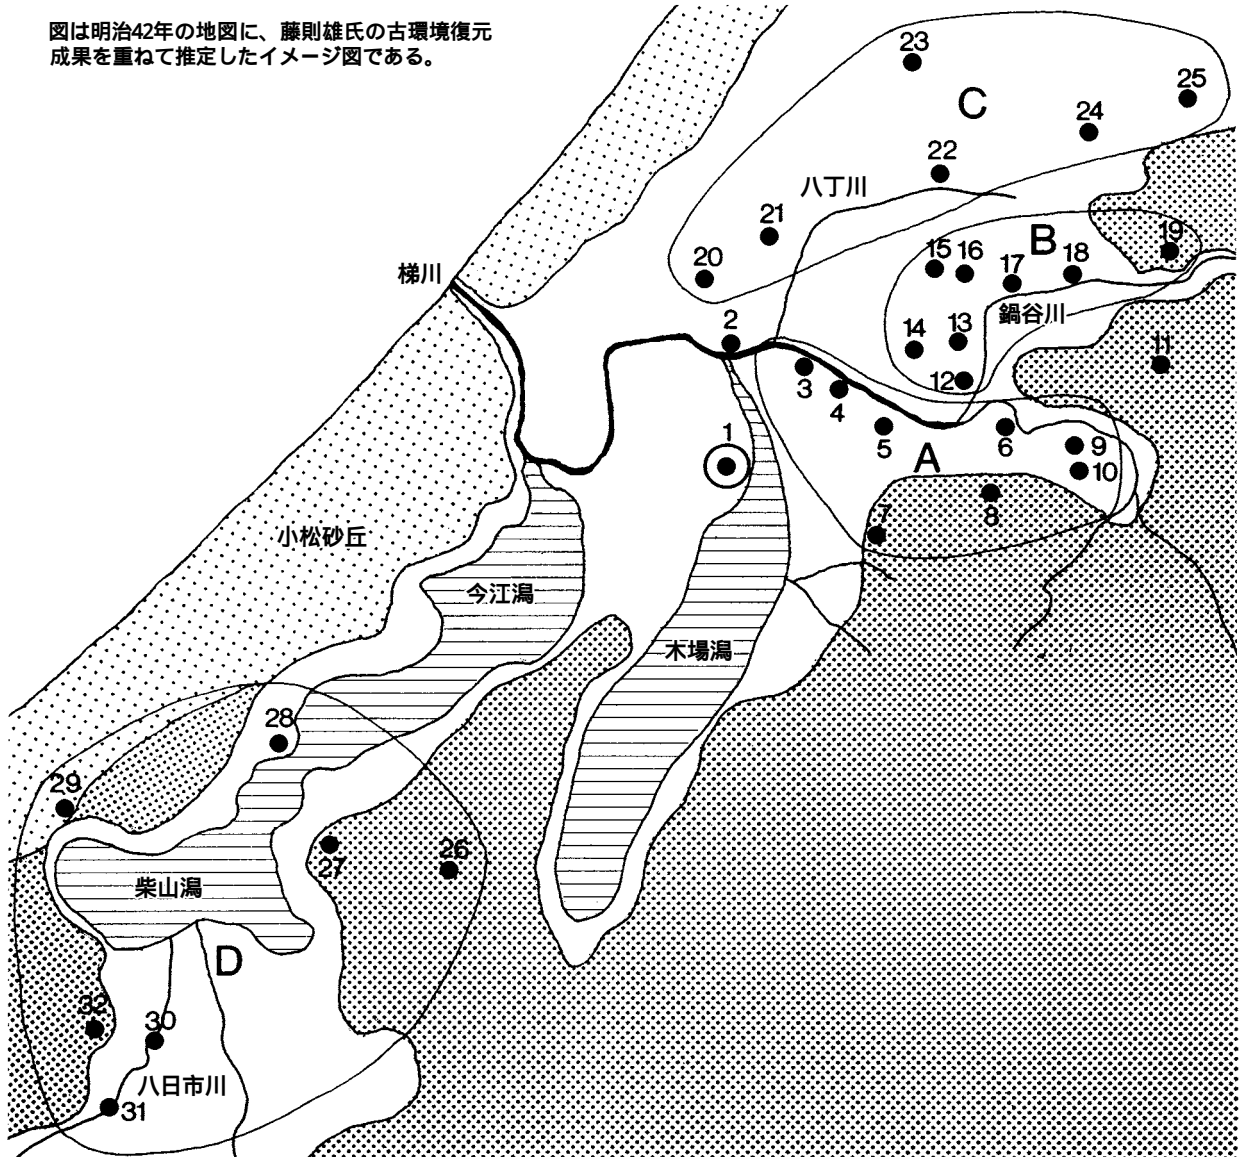 図は明治42年の地図に、藤則雄氏の古環境復元
成果を重ねて推定したイメージ図である。
23
C
25
24
22
八丁川
21
20
B
19
15
16
17
18
梯川
鍋谷川
2
14
13
11
3
4
12
1
5
A
6
9
10
7
8
小松砂丘
今江潟
木場潟
28
29
27
26
柴山潟
D
32
30
八日市川
31